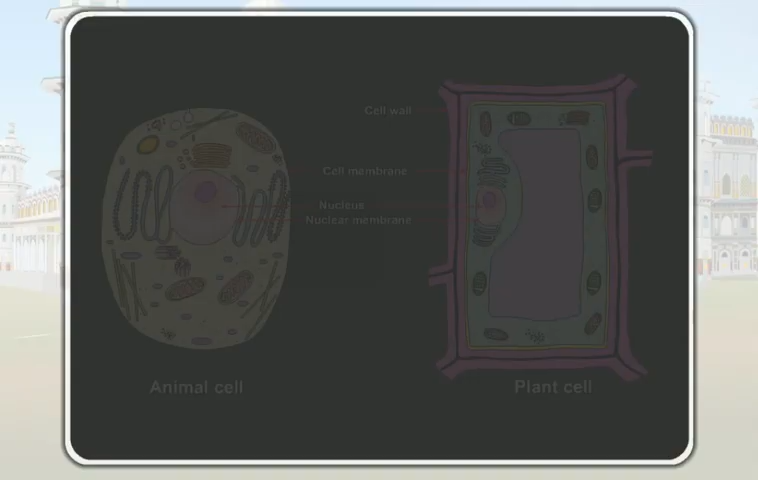 Cell wall
Cell membrane
Nucleus
Nuclear membrane
Animal cell
Plant cell